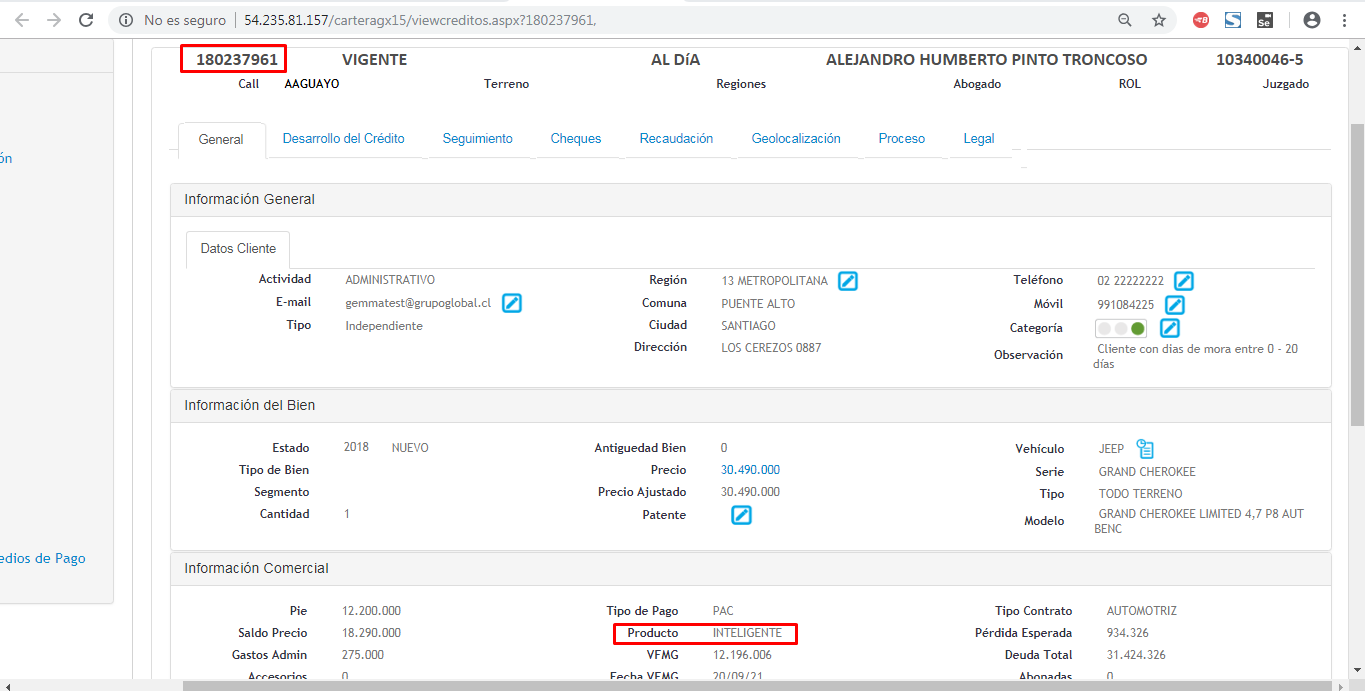 No es seguro | 54.235.81.157/carteragx15/viewcreditos.aspx?180237961,
180237961 VIGENTE AL DíA ALEJANDRO HUMBERTO PINTO TRONCOSO 10340046-5
Call AAGUAYO Terreno Regiones Abogado ROL Juzgado
General Desarrollo del Crédito Seguimiento Cheques Recaudación Geolocalización Proceso Legal
ón
Información General
Datos Cliente
Actividad ADMINISTRATIVO Región 13 METROPOLITANA Teléfono 02 22222222
E-mail gemmatest@grupoglobal.cl Comuna PUENTE ALTO Móvil 991084225
Tipo Independiente Ciudad SANTIAGO Categoría
Dirección LOS CEREZOS 0887 Observación Cliente con dias de mora entre 0 - 20
días
Información del Bien
Estado 2018 NUEVO Antiguedad Bien 0 Vehículo JEEP
Tipo de Bien Precio 30.490.000 Serie GRAND CHEROKEE
Segmento Precio Ajustado 30.490.000 Tipo TODO TERRENO
Cantidad 1 Patente Modelo GRAND CHEROKEE LIMITED 4,7 P8 AUT
BENC
edios de Pago
Información Comercial
Pie 12.200.000 Tipo de Pago PAC Tipo Contrato AUTOMOTRIZ
Saldo Precio 18.290.000 Producto INTELIGENTE Pérdida Esperada 934.326
Gastos Admin 275.000 VFMG 12.196.006 Deuda Total 31.424.326
Accesorios 0 Fecha VFMG 20/09/21 Abonadas 0